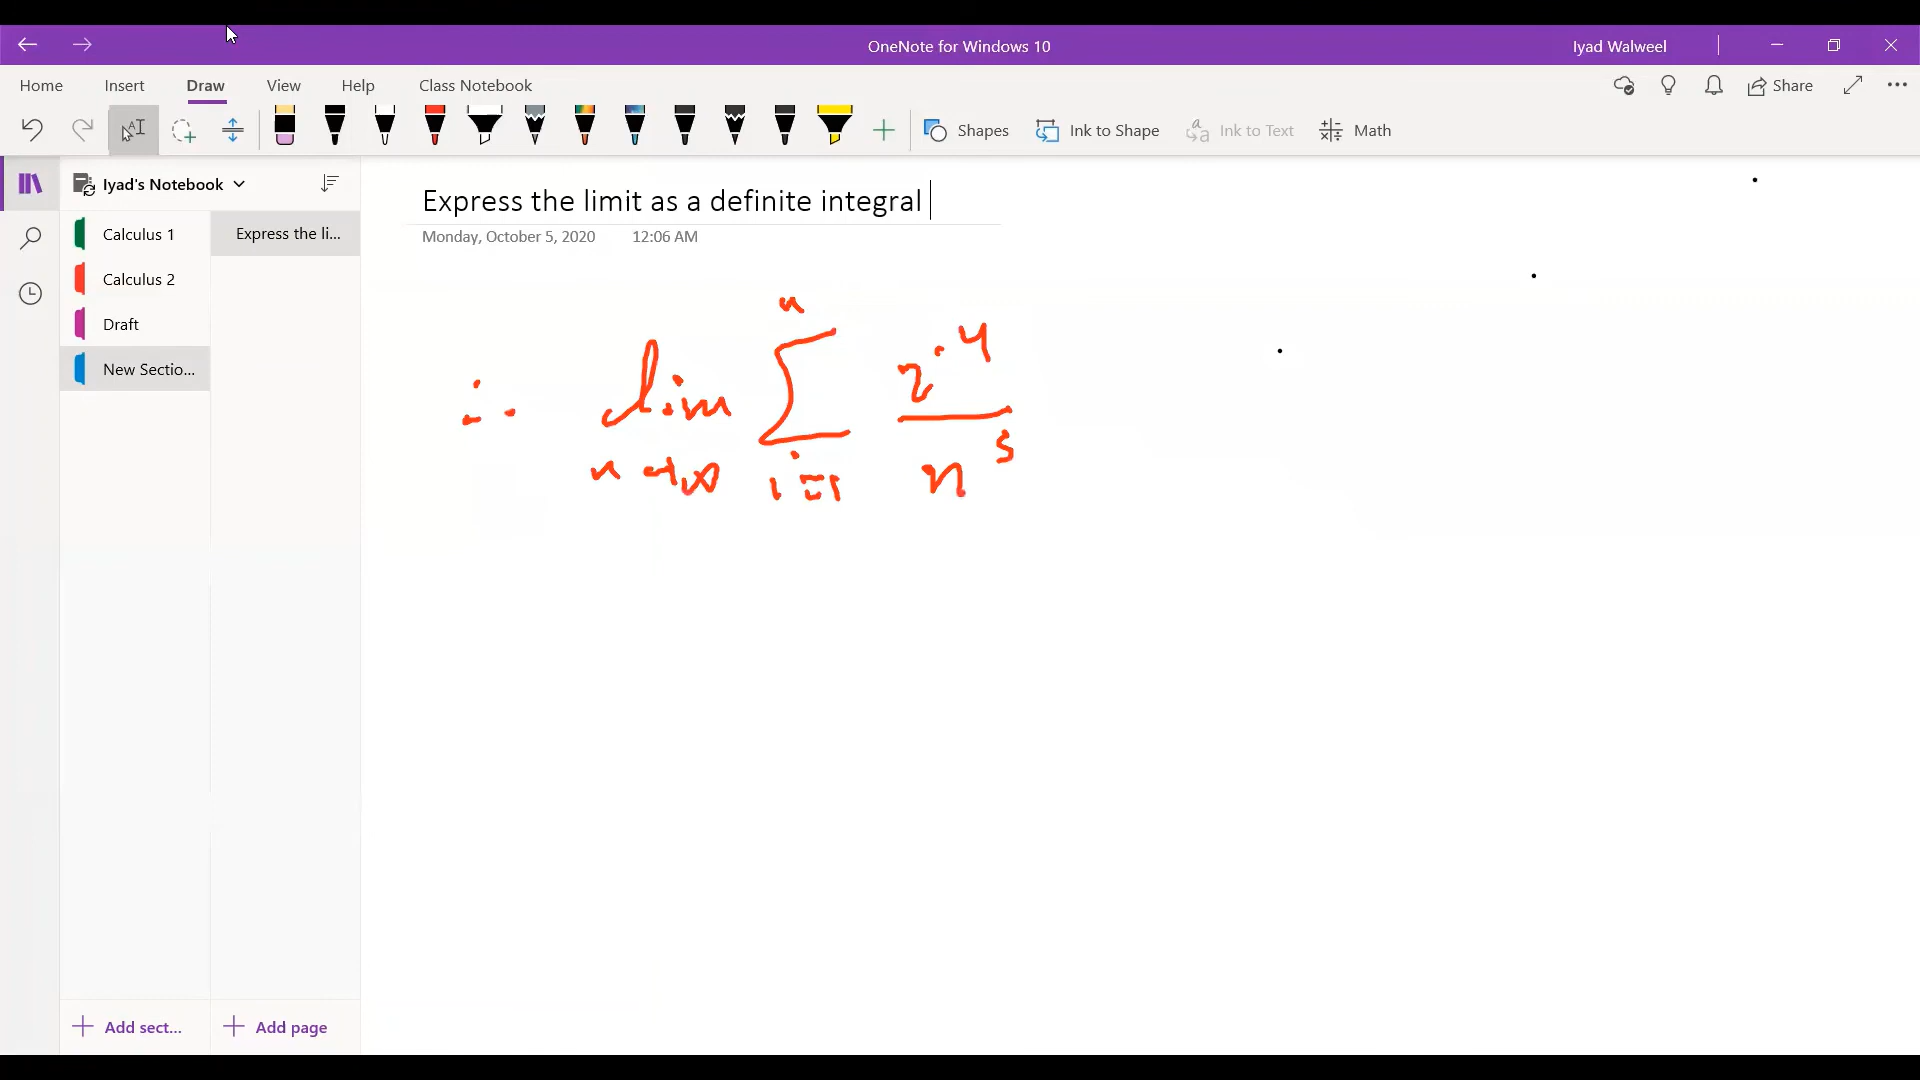 OneNote for Windows 10
Iyad Walweel
Home Insert Draw View Help Class Notebook
Share
Shapes Ink to Shape Ink to Text Math
Iyad's Notebook
Calculus 1
Calculus 2
Draft
New Sectio...
Express the li...
Express the limit as a definite integral
Monday, October 5, 2020 12:06 AM
n
∴ lim ∑ i^4 / n^5
n→∞ i=1
Add sect...
Add page